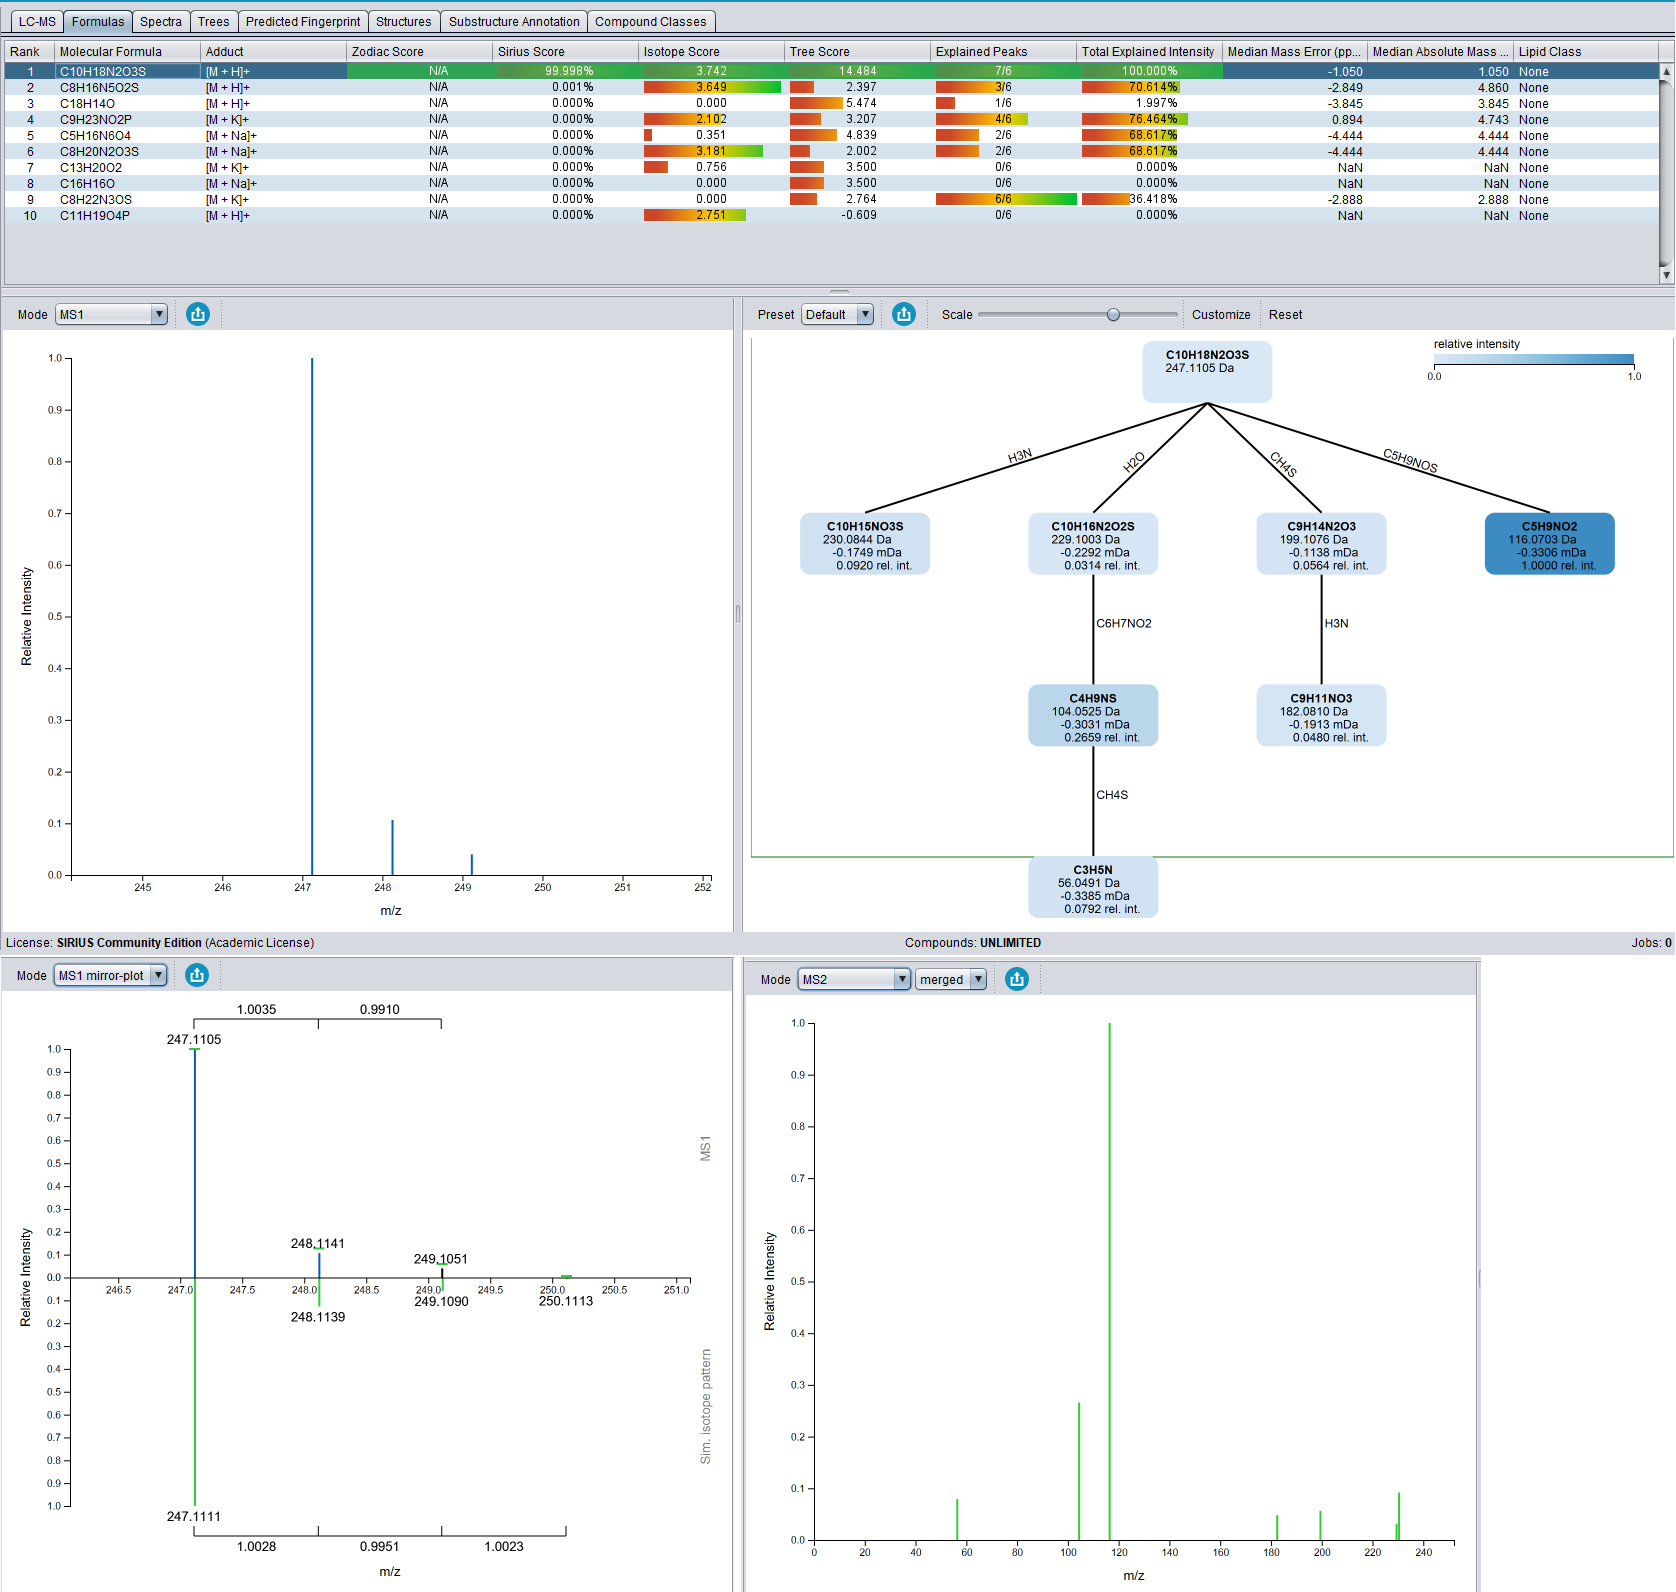 LC-MS Formulas Spectra Trees Predicted Fingerprint Structures Substructure Annotation Compound Classes
Rank Molecular Formula Adduct Zodiac Score Sirius Score Isotope Score Tree Score Explained Peaks Total Explained Intensity Median Mass Error (pp... Median Absolute Mass ... Lipid Class
1 C10H18N2O3S [M + H]+ N/A 99.998% 3.742 14.484 7/6 100.000% -1.050 1.050 None
2 C8H16N5O2S [M + H]+ N/A 0.001% 3.649 2.397 3/6 70.614% -2.849 4.860 None
3 C18H14O [M + H]+ N/A 0.000% 0.000 5.474 1/6 1.997% -3.845 3.845 None
4 C9H23NO2P [M + K]+ N/A 0.000% 2.102 3.207 4/6 76.464% 0.894 4.743 None
5 C5H16N6O4 [M + Na]+ N/A 0.000% 0.351 4.839 2/6 68.617% -4.444 4.444 None
6 C8H20N2O3S [M + Na]+ N/A 0.000% 3.181 2.002 2/6 68.617% -4.444 4.444 None
7 C13H20O2 [M + K]+ N/A 0.000% 0.756 3.500 0/6 0.000% NaN NaN None
8 C16H16O [M + Na]+ N/A 0.000% 0.000 3.500 0/6 0.000% NaN NaN None
9 C8H22N3OS [M + K]+ N/A 0.000% 0.000 2.764 6/6 36.418% -2.888 2.888 None
10 C11H19O4P [M + H]+ N/A 0.000% 2.751 -0.609 0/6 0.000% NaN NaN None
Mode MS1
1.0
0.9
0.8
0.7
0.6
0.5
0.4
0.3
0.2
0.1
0.0
Relative Intensity
245 246 247 248 249 250 251 252
m/z
Preset Default Scale Customize Reset
relative intensity
0.0 1.0
C10H18N2O3S
247.1105 Da
H3N
H2O
CH4S
C5H9NOS
C10H15NO3S
230.0844 Da
-0.1749 mDa
0.0920 rel. int.
C10H16N2O2S
229.1003 Da
-0.2292 mDa
0.0314 rel. int.
C9H14N2O3
199.1076 Da
-0.1138 mDa
0.0564 rel. int.
C5H9NO2
116.0703 Da
-0.3306 mDa
1.0000 rel. int.
C6H7NO2
H3N
C4H9NS
104.0525 Da
-0.3031 mDa
0.2659 rel. int.
C9H11NO3
182.0810 Da
-0.1913 mDa
0.0480 rel. int.
CH4S
C3H5N
56.0491 Da
-0.3385 mDa
0.0792 rel. int.
License: SIRIUS Community Edition (Academic License) Compounds: UNLIMITED Jobs: 0
Mode MS1 mirror-plot
1.0035 0.9910
247.1105
1.0
0.9
0.8
0.7
0.6
0.5
0.4
0.3
0.2
0.1
0.0
0.1
0.2
0.3
0.4
0.5
0.6
0.7
0.8
0.9
1.0
Relative Intensity
MS1
248.1141
249.1051
246.5 247.0 247.5 248.0 248.5 249.0 249.5 250.0 250.5 251.0
248.1139
249.1090
250.1113
Sim. isotope pattern
247.1111
1.0028 0.9951 1.0023
m/z
Mode MS2 merged
1.0
0.9
0.8
0.7
0.6
0.5
0.4
0.3
0.2
0.1
0.0
Relative Intensity
0 20 40 60 80 100 120 140 160 180 200 220 240
m/z